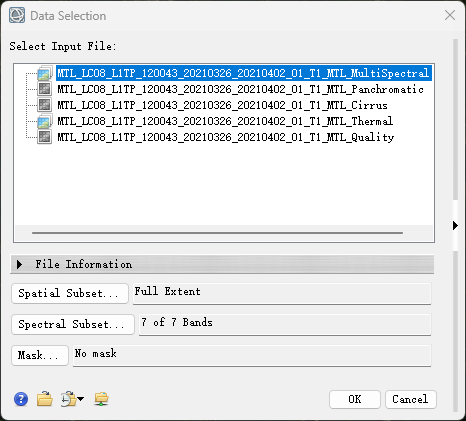 Data Selection
Select Input File:
MTL_LC08_L1TP_120043_20210326_20210402_01_T1_MTL_MultiSpectral
MTL_LC08_L1TP_120043_20210326_20210402_01_T1_MTL_Panchromatic
MTL_LC08_L1TP_120043_20210326_20210402_01_T1_MTL_Cirrus
MTL_LC08_L1TP_120043_20210326_20210402_01_T1_MTL_Thermal
MTL_LC08_L1TP_120043_20210326_20210402_01_T1_MTL_Quality
File Information
Spatial Subset... Full Extent
Spectral Subset... 7 of 7 Bands
Mask... No mask
? OK Cancel